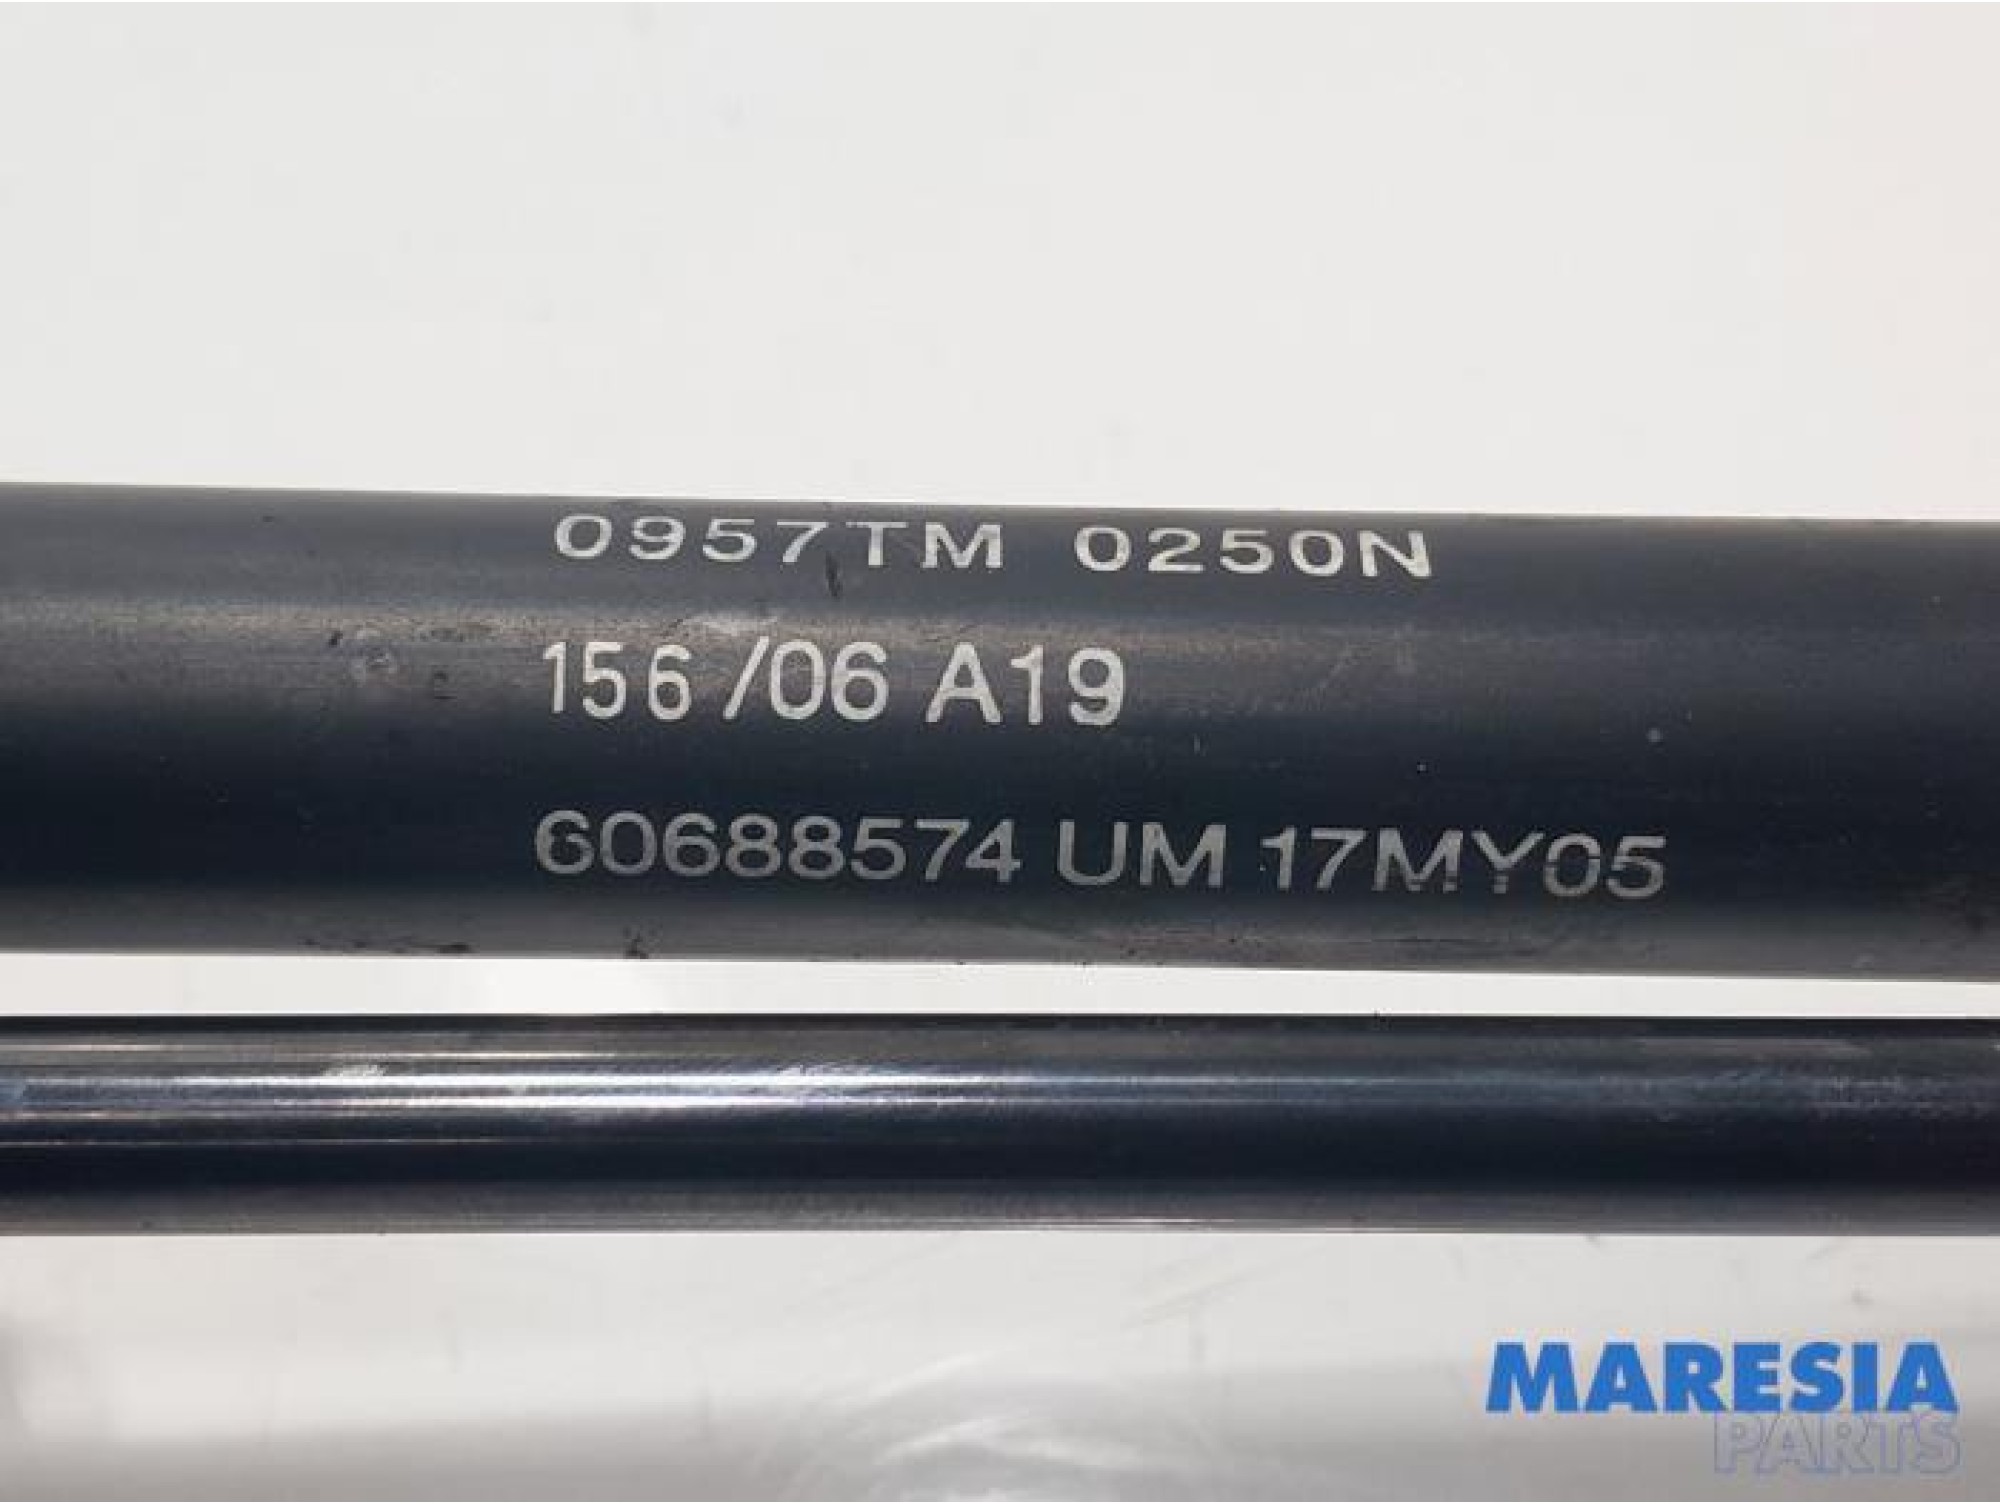 0957TM 0250N
156 /06 A19
60688574 UM 17MY05
MARESIA
PARTS